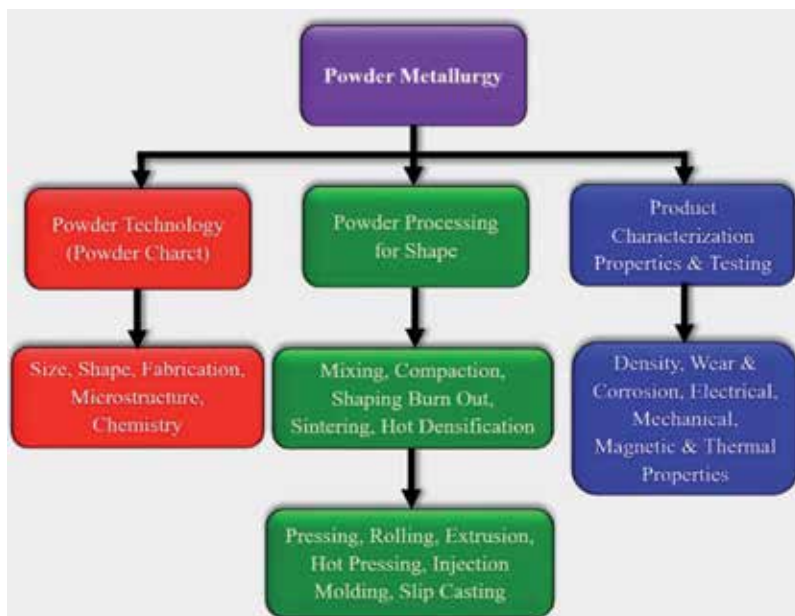 Powder Metallurgy
Powder Technology
(Powder Charct)
Powder Processing
for Shape
Product
Characterization
Properties & Testing
Size, Shape, Fabrication,
Microstructure,
Chemistry
Mixing, Compaction,
Shaping Burn Out,
Sintering, Hot Densification
Density, Wear &
Corrosion, Electrical,
Mechanical,
Magnetic & Thermal
Properties
Pressing, Rolling, Extrusion,
Hot Pressing, Injection
Molding, Slip Casting